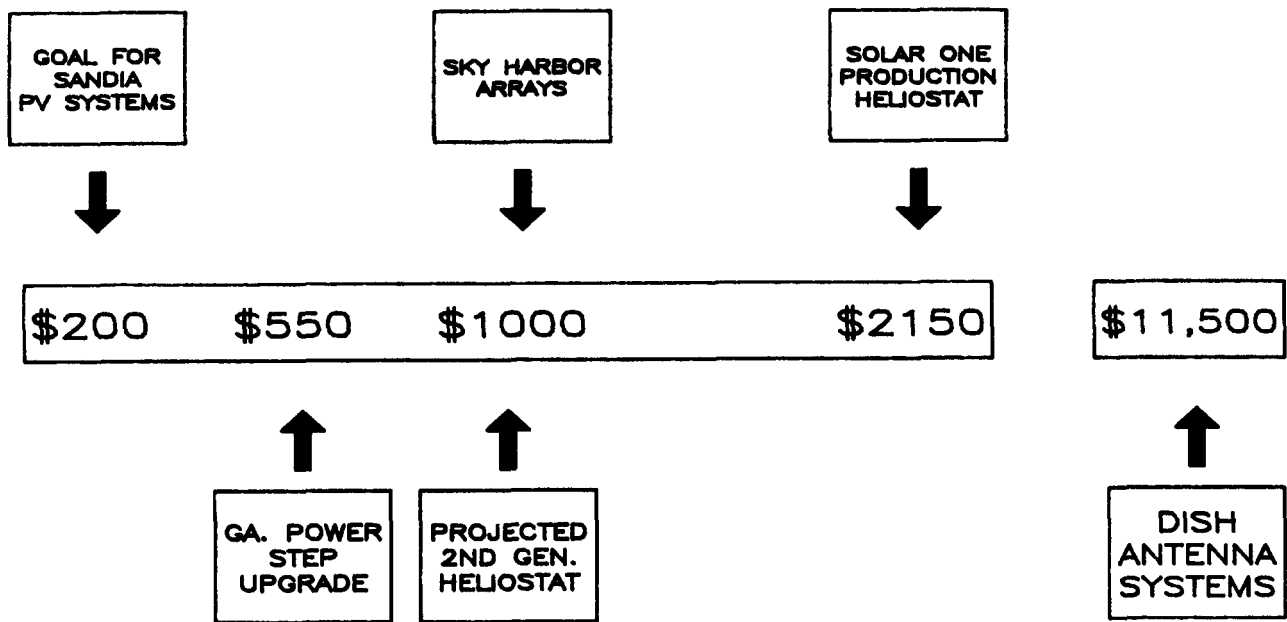 GOAL FOR
SANDIA
PV SYSTEMS
SKY HARBOR
ARRAYS
SOLAR ONE
PRODUCTION
HELIOSTAT
$200 $550 $1000 $2150 $11,500
GA. POWER
STEP
UPGRADE
PROJECTED
2ND GEN.
HELIOSTAT
DISH
ANTENNA
SYSTEMS